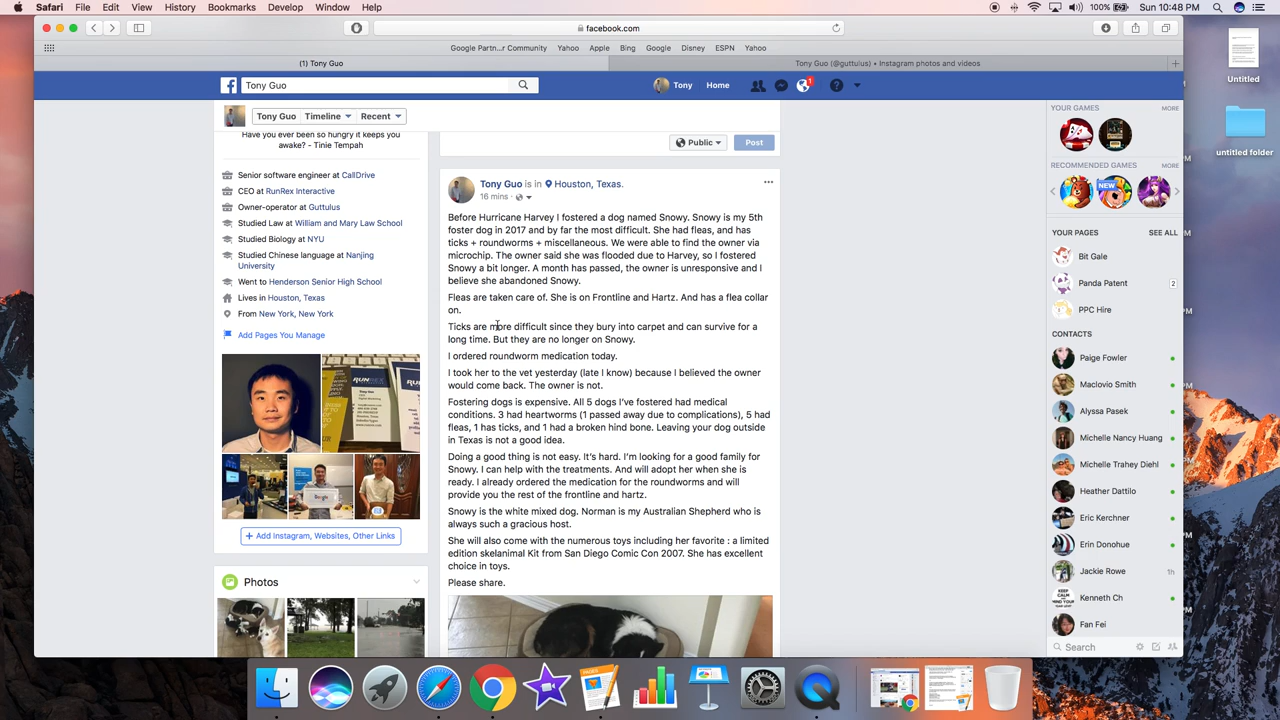 Safari File Edit View History Bookmarks Develop Window Help
100% Sun 10:48 PM
facebook.com
Google Partn...r Community Yahoo Apple Bing Google Disney ESPN Yahoo
(1) Tony Guo
Tony Guo (@guttulus) • Instagram photos and videos
Tony Guo
Tony Home 1
Tony Guo Timeline Recent
Have you ever been so hungry it keeps you
awake? - Tinie Tempah
Senior software engineer at CallDrive
CEO at RunRex Interactive
Owner-operator at Guttulus
Studied Law at William and Mary Law School
Studied Biology at NYU
Studied Chinese language at Nanjing
University
Went to Henderson Senior High School
Lives in Houston, Texas
From New York, New York
Add Pages You Manage
RUNREX
Google
+ Add Instagram, Websites, Other Links
Photos
Public Post
Tony Guo is in Houston, Texas.
16 mins
Before Hurricane Harvey I fostered a dog named Snowy. Snowy is my 5th
foster dog in 2017 and by far the most difficult. She had fleas, and has
ticks + roundworms + miscellaneous. We were able to find the owner via
microchip. The owner said she was flooded due to Harvey, so I fostered
Snowy a bit longer. A month has passed, the owner is unresponsive and I
believe she abandoned Snowy.
Fleas are taken care of. She is on Frontline and Hartz. And has a flea collar
on.
Ticks are more difficult since they bury into carpet and can survive for a
long time. But they are no longer on Snowy.
I ordered roundworm medication today.
I took her to the vet yesterday (late I know) because I believed the owner
would come back. The owner is not.
Fostering dogs is expensive. All 5 dogs I've fostered had medical
conditions. 3 had heartworms (1 passed away due to complications), 5 had
fleas, 1 has ticks, and 1 had a broken hind bone. Leaving your dog outside
in Texas is not a good idea.
Doing a good thing is not easy. It's hard. I'm looking for a good family for
Snowy. I can help with the treatments. And will adopt her when she is
ready. I already ordered the medication for the roundworms and will
provide you the rest of the frontline and hartz.
Snowy is the white mixed dog. Norman is my Australian Shepherd who is
always such a gracious host.
She will also come with the numerous toys including her favorite : a limited
edition skelanimal Kit from San Diego Comic Con 2007. She has excellent
choice in toys.
Please share.
YOUR GAMES MORE
RECOMMENDED GAMES MORE
NEW
YOUR PAGES SEE ALL
Bit Gale
Panda Patent 2
PPC Hire
CONTACTS
Paige Fowler
Maclovio Smith
Alyssa Pasek
Michelle Nancy Huang
Michelle Trahey Diehl
Heather Dattilo
Eric Kerchner
Erin Donohue
Jackie Rowe 1h
Kenneth Ch
Fan Fei
Search
Untitled
untitled folder